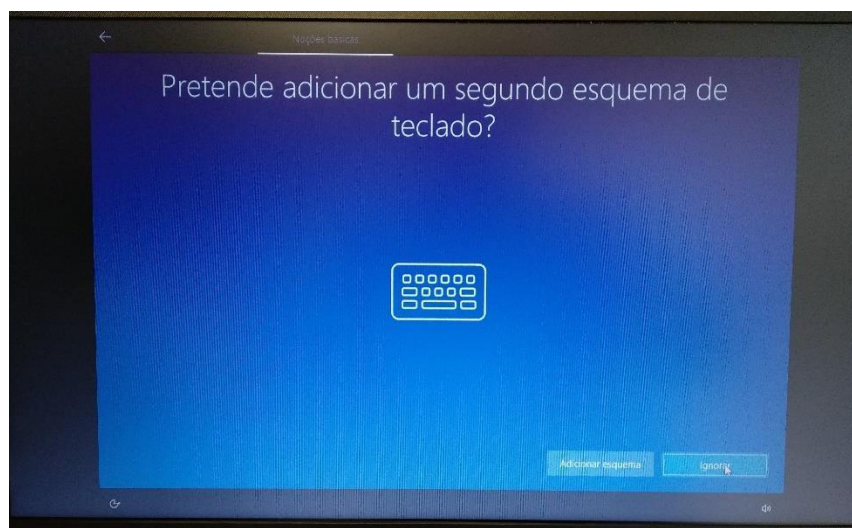 Noções básicas
Pretende adicionar um segundo esquema de
teclado?
Adicionar esquema
Ignorar